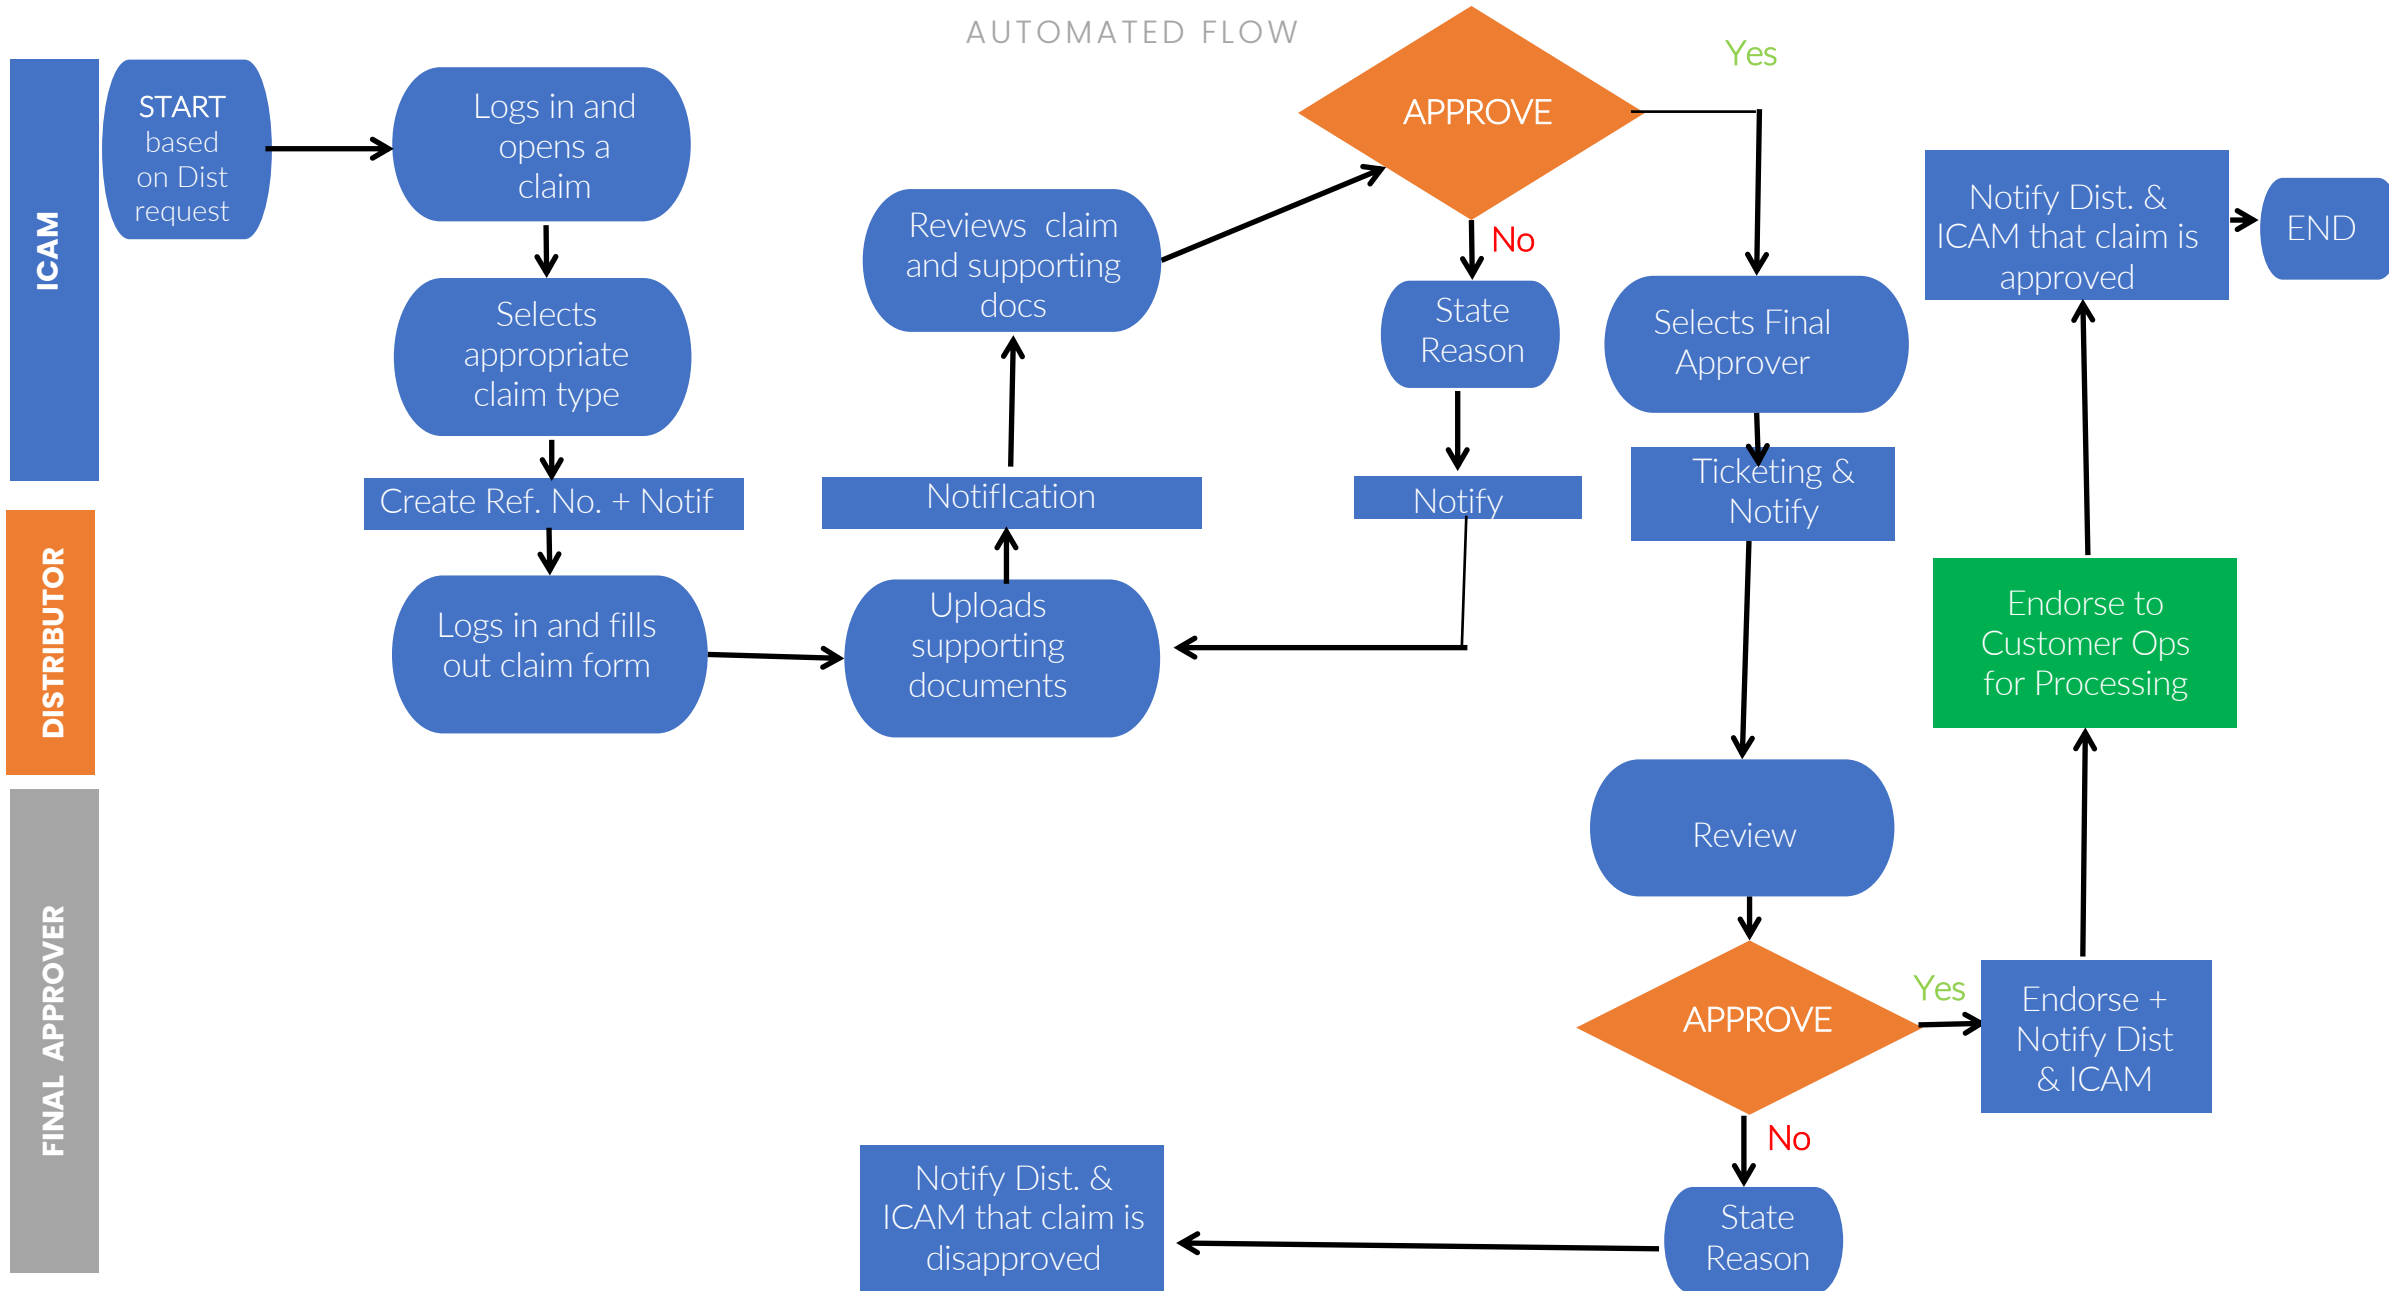 AUTOMATED FLOW
ICAM
START
based
on Dist
request
Logs in and
opens a
claim
Selects
appropriate
claim type
Create Ref. No. + Notif
DISTRIBUTOR
Logs in and fills
out claim form
Uploads
supporting
documents
NotifIcation
Reviews claim
and supporting
docs
APPROVE
Yes
No
State
Reason
Notify
Selects Final
Approver
Ticketing &
Notify
FINAL APPROVER
Review
APPROVE
Yes
No
State
Reason
Notify Dist. &
ICAM that claim is
disapproved
Endorse +
Notify Dist
& ICAM
Endorse to
Customer Ops
for Processing
Notify Dist. &
ICAM that claim is
approved
END